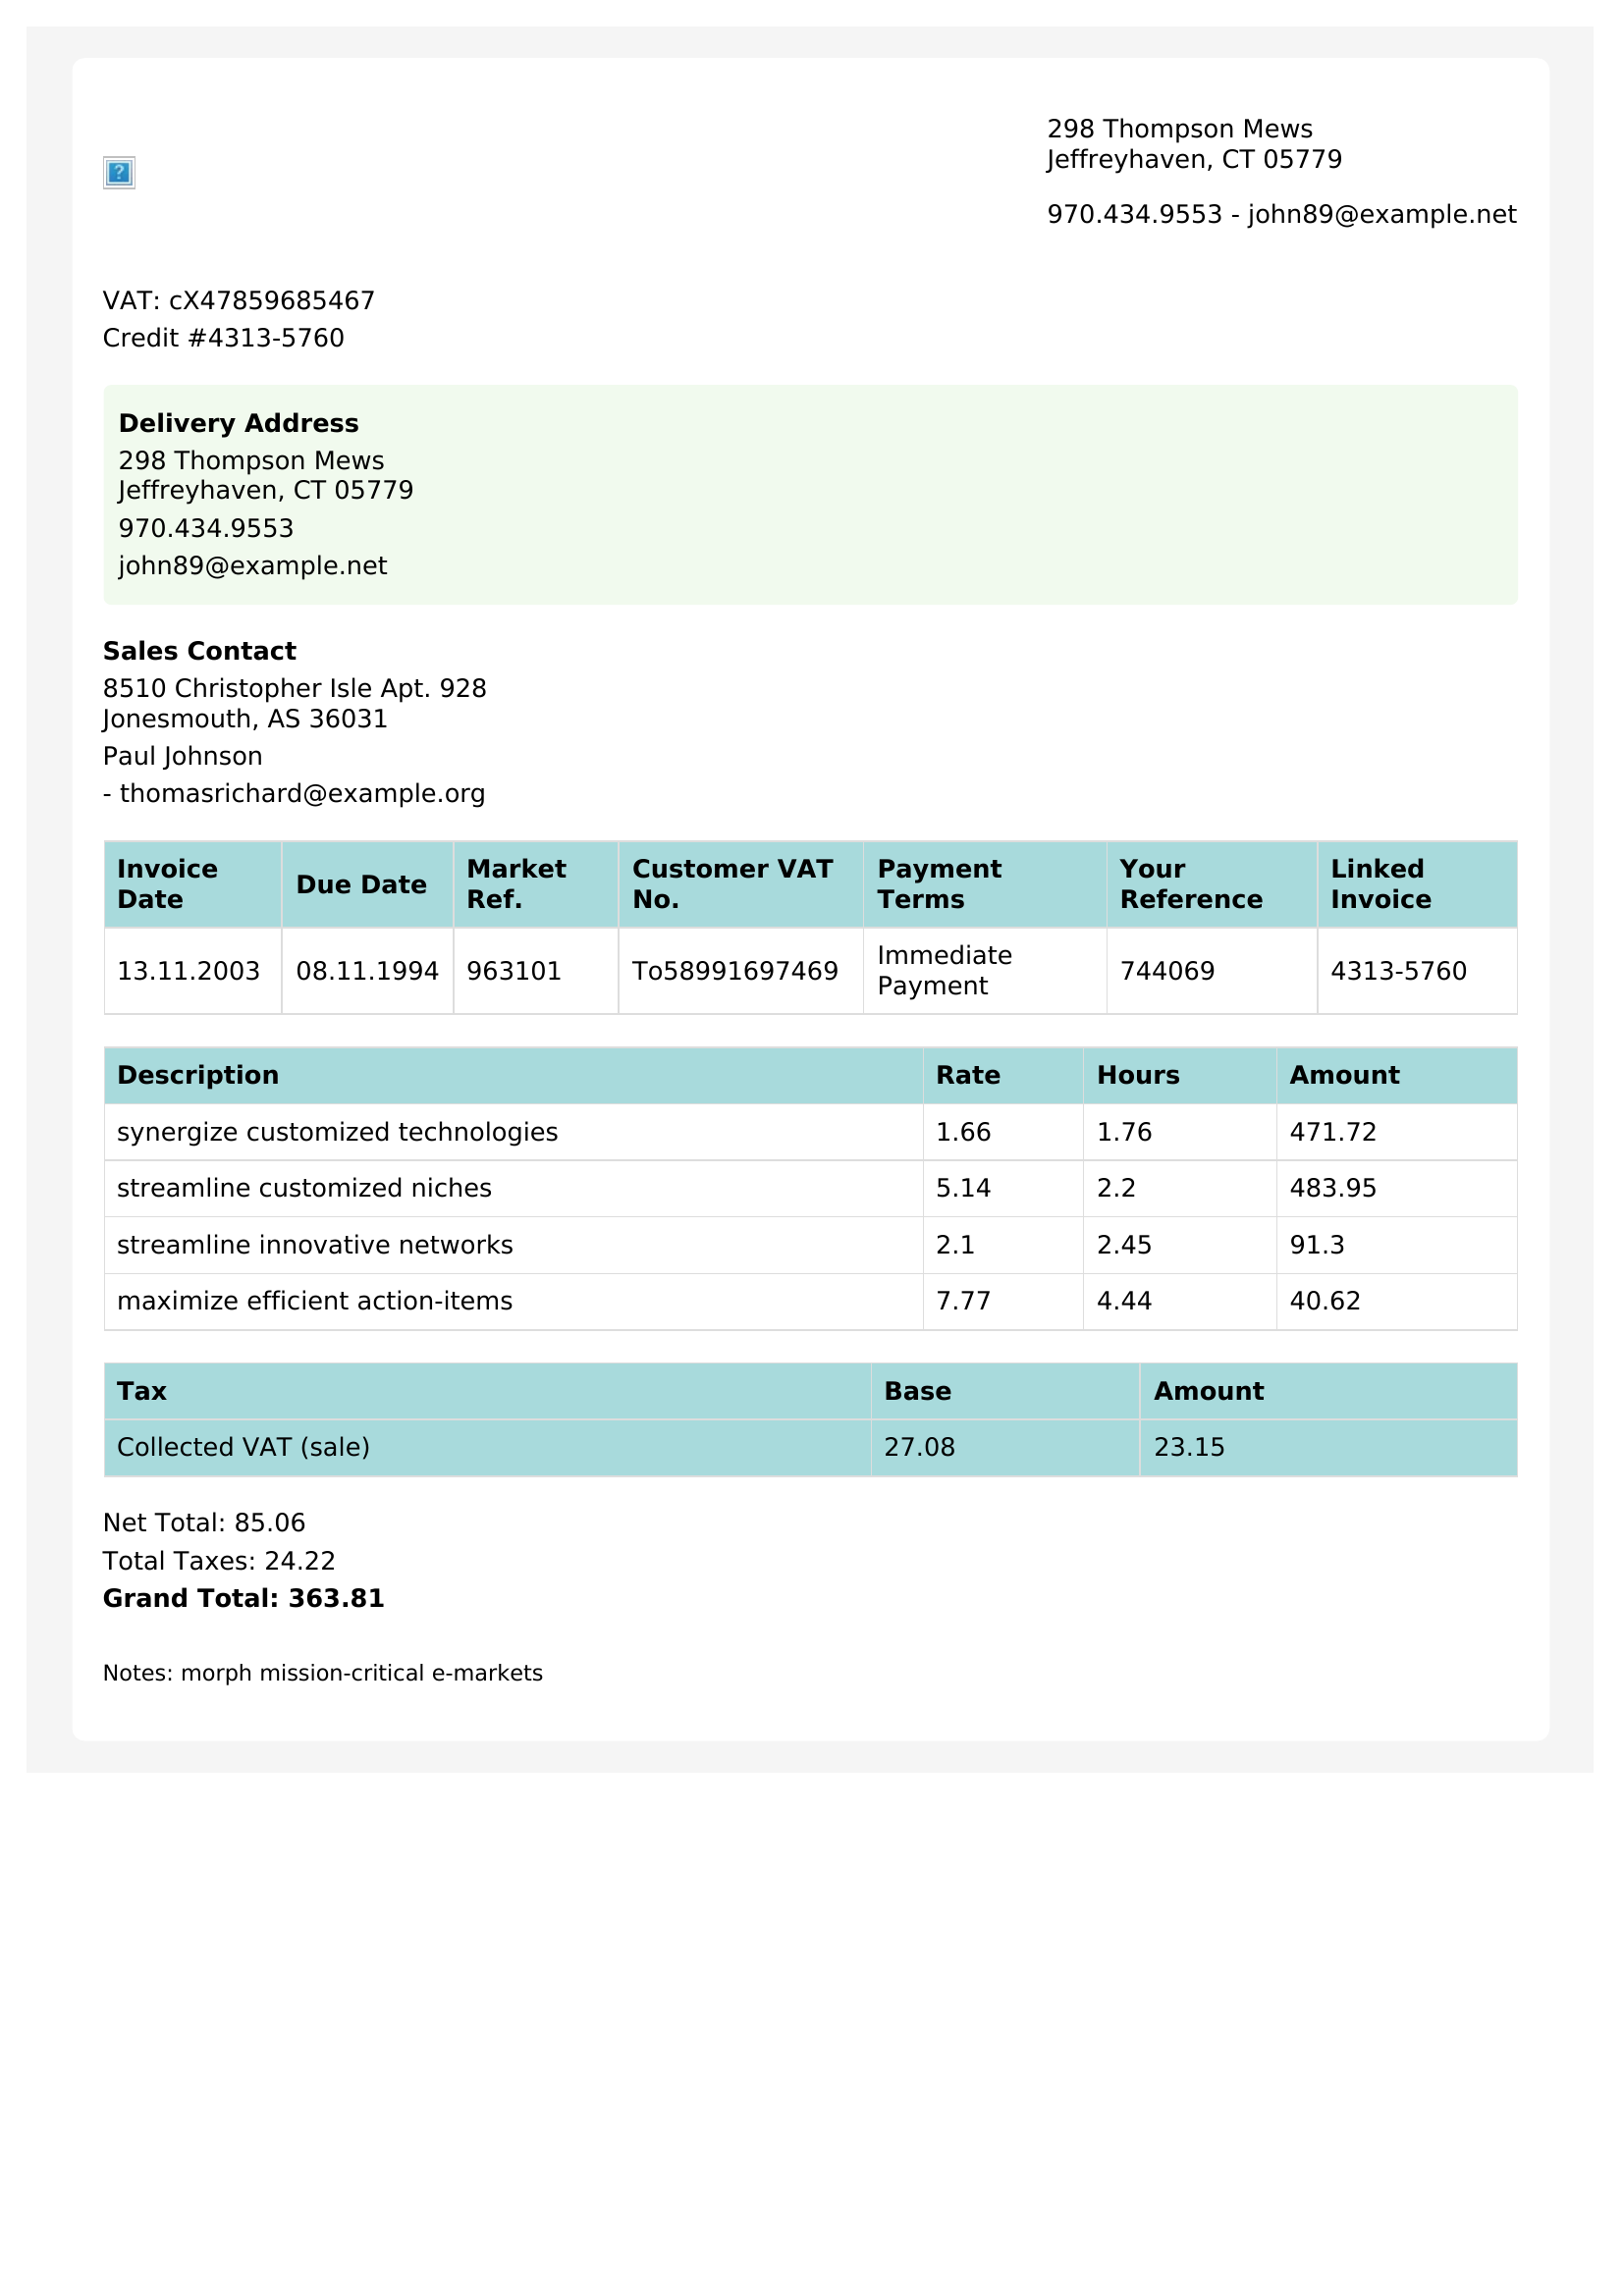 298 Thompson Mews
Jeffreyhaven, CT 05779
970.434.9553 - john89@example.net
VAT: cX47859685467
Credit #4313-5760
Delivery Address
298 Thompson Mews
Jeffreyhaven, CT 05779
970.434.9553
john89@example.net
Sales Contact
8510 Christopher Isle Apt. 928
Jonesmouth, AS 36031
Paul Johnson
- thomasrichard@example.org
Invoice Date Due Date Market Ref. Customer VAT No. Payment Terms Your Reference Linked Invoice
13.11.2003 08.11.1994 963101 To58991697469 Immediate Payment 744069 4313-5760
Description Rate Hours Amount
synergize customized technologies 1.66 1.76 471.72
streamline customized niches 5.14 2.2 483.95
streamline innovative networks 2.1 2.45 91.3
maximize efficient action-items 7.77 4.44 40.62
Tax Base Amount
Collected VAT (sale) 27.08 23.15
Net Total: 85.06
Total Taxes: 24.22
Grand Total: 363.81
Notes: morph mission-critical e-markets